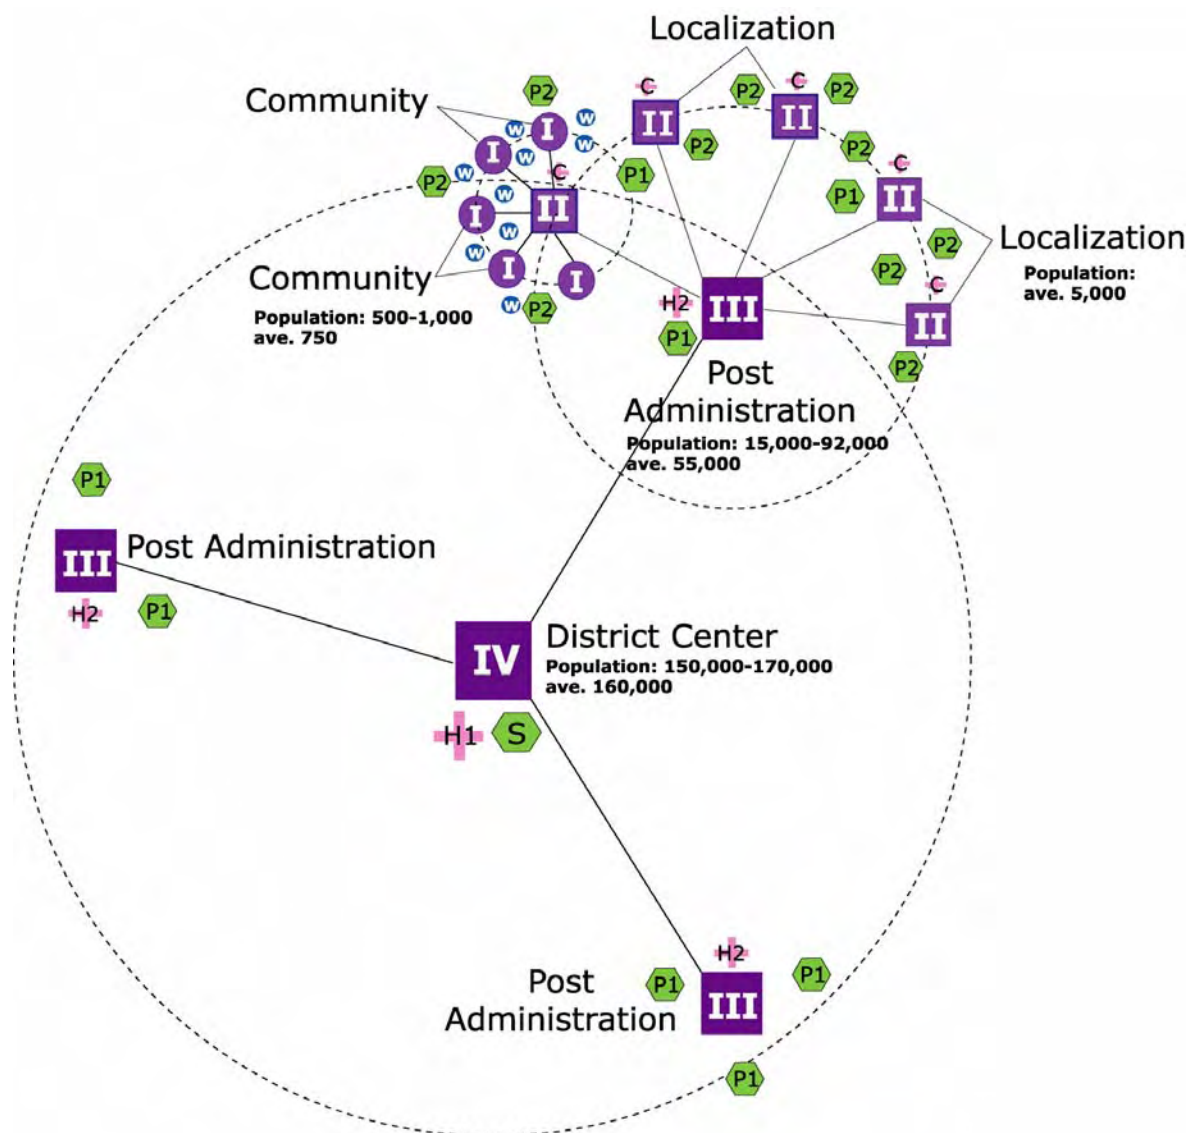 Localization
C
C
P2
P2
P2
Community
P2
W
W
I
II
II
W
I
W
P2
P2
C
P1
C
W
P2
W
P1
II
I
II
W
Localization
Community
W
I
I
P2
P2
Population:
ave. 5,000
C
Population: 500-1,000
ave. 750
W
P2
H2
III
II
P1
P2
Post
Administration
Population: 15,000-92,000
ave. 55,000
P1
III
Post Administration
H2
P1
IV
District Center
Population: 150,000-170,000
ave. 160,000
H1
S
H2
Post
Administration
P1
P1
III
P1